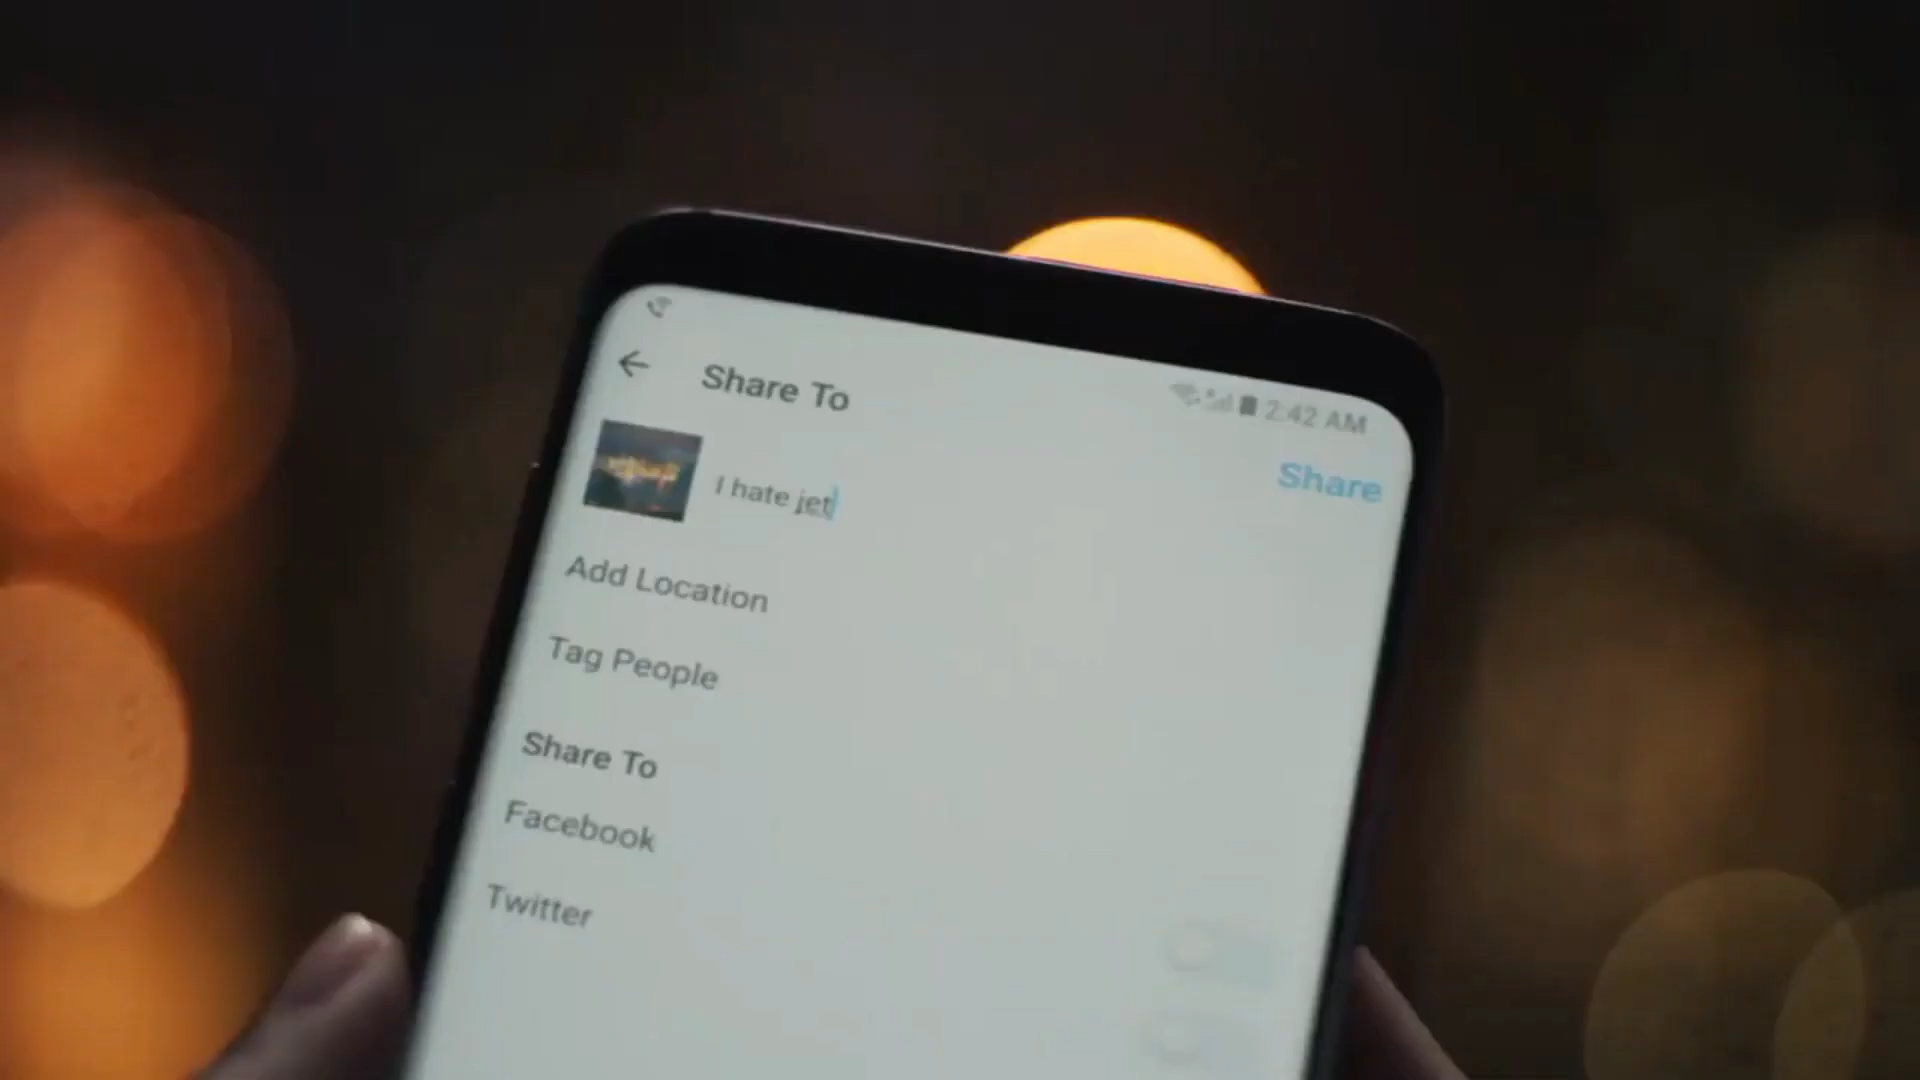 2:42 AM
Share To
Share
I hate jet
Add Location
Tag People
Share To
Facebook
Twitter